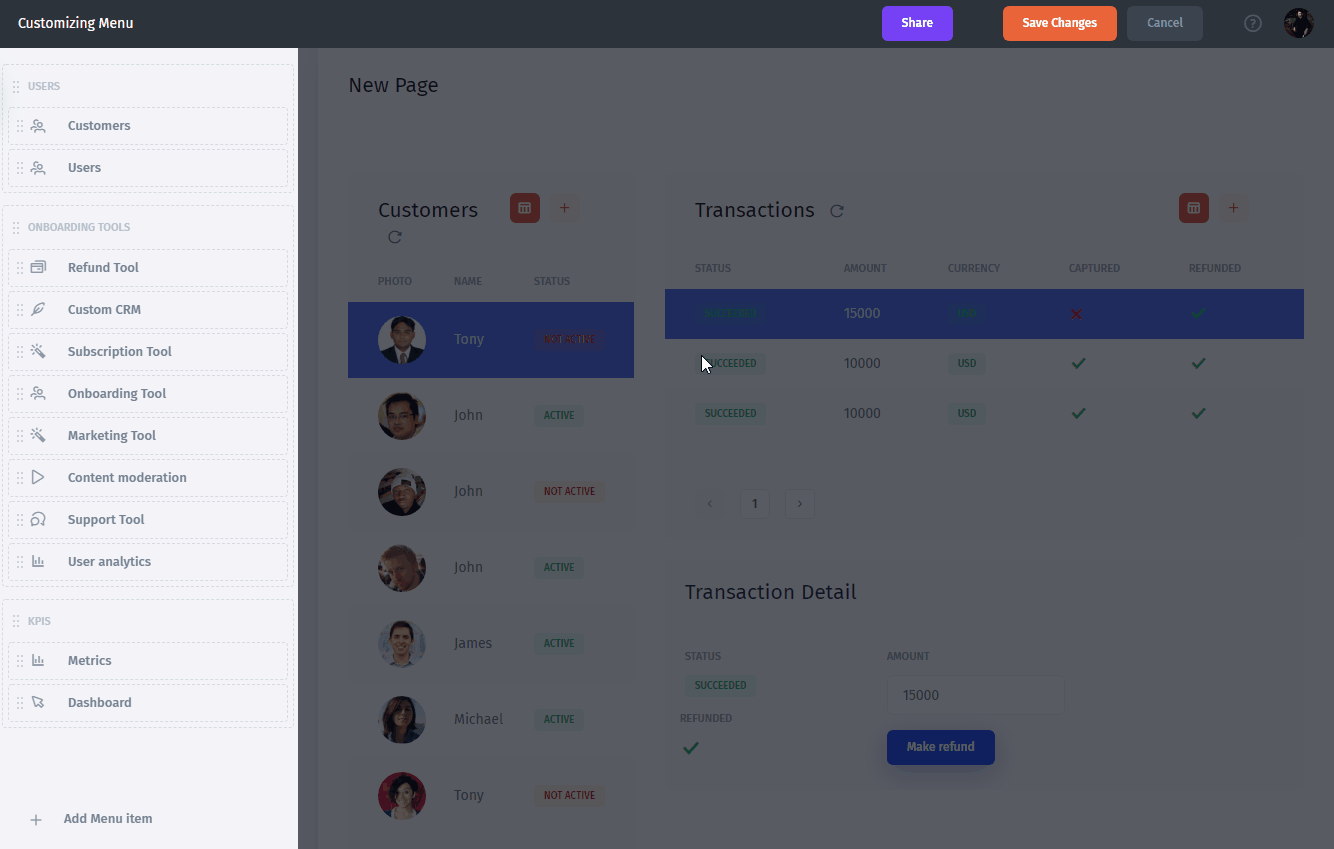 Customizing Menu
Share
Save Changes
Cancel
?
USERS
Customers
Users
ONBOARDING TOOLS
Refund Tool
Custom CRM
Subscription Tool
Onboarding Tool
Marketing Tool
Content moderation
Support Tool
User analytics
KPIS
Metrics
Dashboard
+ Add Menu item
New Page
Customers
+
PHOTO NAME STATUS
Tony NOT ACTIVE
John ACTIVE
John NOT ACTIVE
John ACTIVE
James ACTIVE
Michael ACTIVE
Tony NOT ACTIVE
Transactions
+
STATUS AMOUNT CURRENCY CAPTURED REFUNDED
SUCCEEDED 15000 USD
SUCCEEDED 10000 USD
SUCCEEDED 10000 USD
< 1 >
Transaction Detail
STATUS AMOUNT
SUCCEEDED 15000
REFUNDED
Make refund